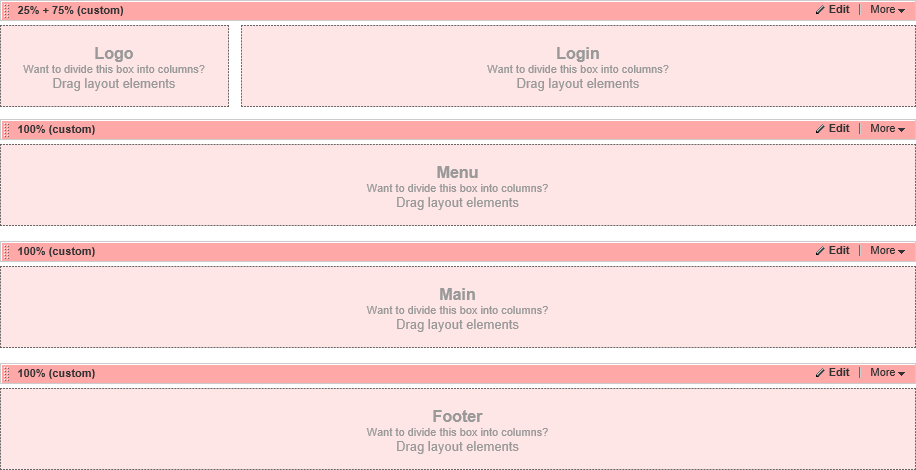 25% + 75% (custom) Edit | More
Logo
Want to divide this box into columns?
Drag layout elements
Login
Want to divide this box into columns?
Drag layout elements
100% (custom) Edit | More
Menu
Want to divide this box into columns?
Drag layout elements
100% (custom) Edit | More
Main
Want to divide this box into columns?
Drag layout elements
100% (custom) Edit | More
Footer
Want to divide this box into columns?
Drag layout elements